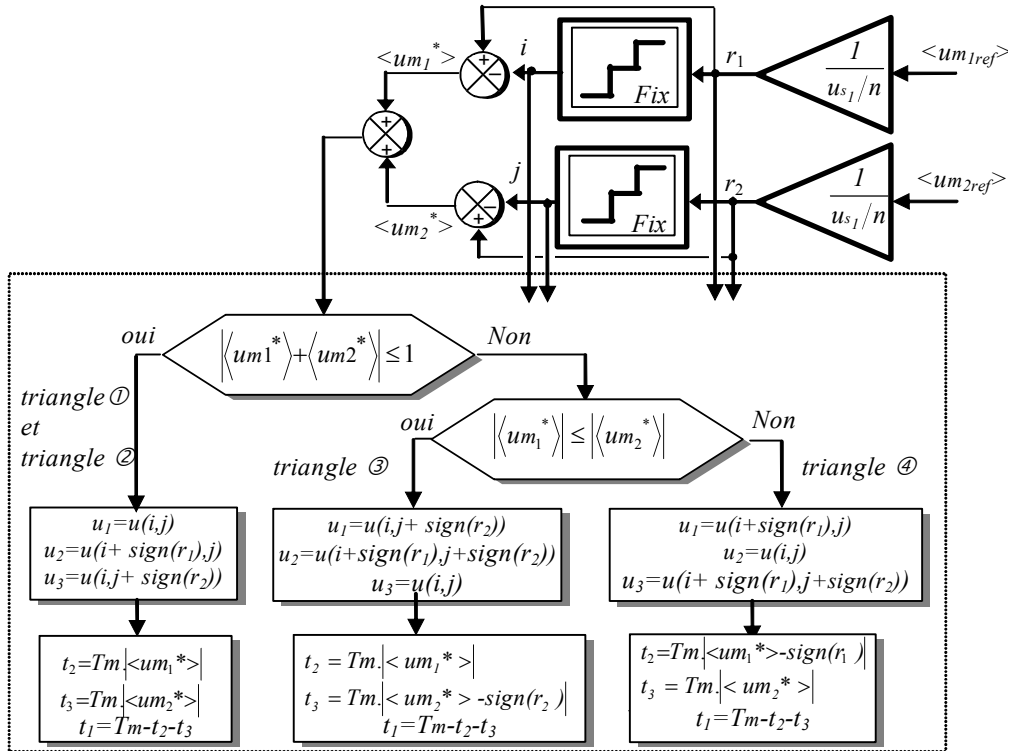 <um₁*>
+
−
i
Fix
r₁
1
uₛ₁/n
<um₁ref>
+
+
<um₂*>
−
+
j
Fix
r₂
1
uₛ₁/n
<um₂ref>
oui
|⟨um1*⟩+⟨um2*⟩| ≤ 1
Non
triangle ①
et
triangle ②
oui
|⟨um₁*⟩| ≤ |⟨um₂*⟩|
Non
triangle ③
triangle ④
u₁=u(i,j)
u₂=u(i+ sign(r₁),j)
u₃=u(i,j+ sign(r₂))
u₁=u(i,j+ sign(r₂))
u₂=u(i+sign(r₁),j+sign(r₂))
u₃=u(i,j)
u₁=u(i+sign(r₁),j)
u₂=u(i,j)
u₃=u(i+ sign(r₁),j+sign(r₂))
t₂=Tm.|<um₁*>|
t₃=Tm.|<um₂*>|
t₁=Tm-t₂-t₃
t₂ = Tm.|< um₁* >|
t₃ = Tm.|< um₂* > -sign(r₂ )|
t₁=Tm-t₂-t₃
t₂=Tm.|<um₁*>-sign(r₁ )|
t₃ = Tm.|< um₂* >|
t₁=Tm-t₂-t₃